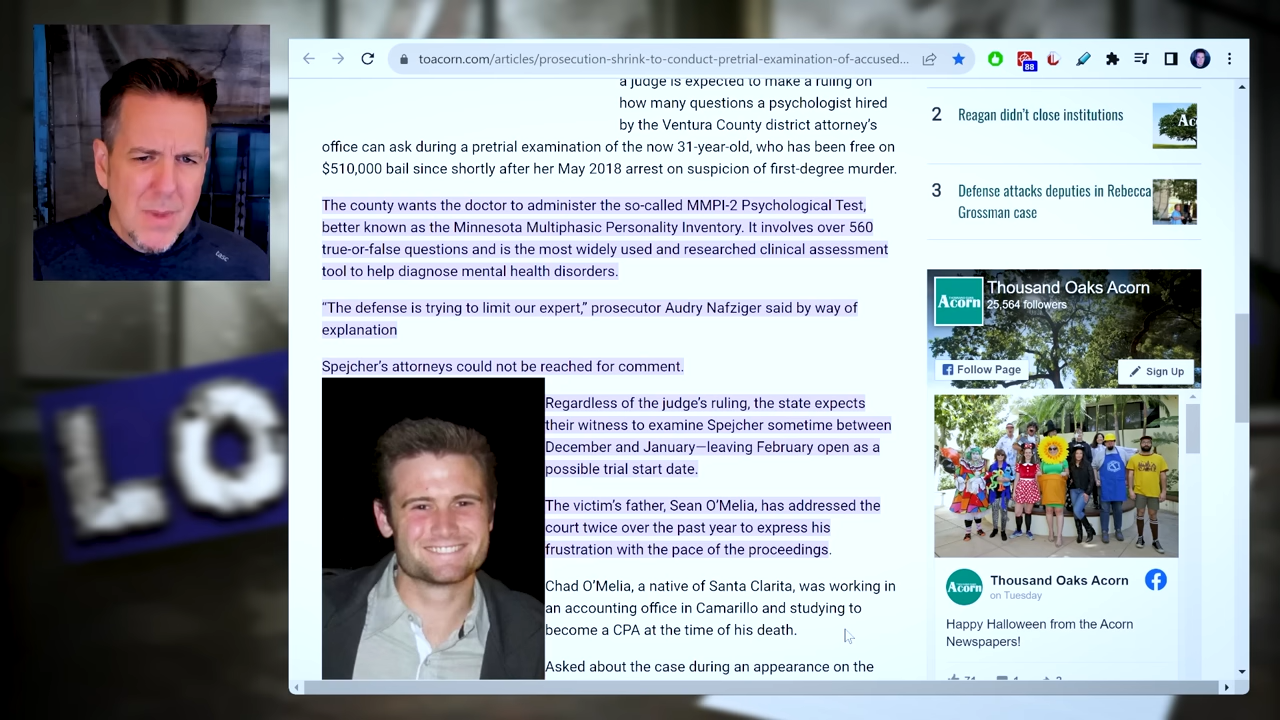 toaorn.com/articles/prosecution-shrink-to-conduct-pretrial-examination-of-accused...
88
a judge is expected to make a ruling on
how many questions a psychologist hired
by the Ventura County district attorney's
office can ask during a pretrial examination of the now 31-year-old, who has been free on
$510,000 bail since shortly after her May 2018 arrest on suspicion of first-degree murder.
The county wants the doctor to administer the so-called MMPI-2 Psychological Test,
better known as the Minnesota Multiphasic Personality Inventory. It involves over 560
true-or-false questions and is the most widely used and researched clinical assessment
tool to help diagnose mental health disorders.
“The defense is trying to limit our expert,” prosecutor Audry Nafziger said by way of
explanation
Spejcher's attorneys could not be reached for comment.
Regardless of the judge's ruling, the state expects
their witness to examine Spejcher sometime between
December and January—leaving February open as a
possible trial start date.
The victim's father, Sean O'Melia, has addressed the
court twice over the past year to express his
frustration with the pace of the proceedings.
Chad O'Melia, a native of Santa Clarita, was working in
an accounting office in Camarillo and studying to
become a CPA at the time of his death.
Asked about the case during an appearance on the
2 Reagan didn't close institutions
Ac
3 Defense attacks deputies in Rebecca
Grossman case
Acorn
Thousand Oaks Acorn
25,564 followers
Follow Page
Sign Up
Acorn
Thousand Oaks Acorn
on Tuesday
Happy Halloween from the Acorn
Newspapers!
LO